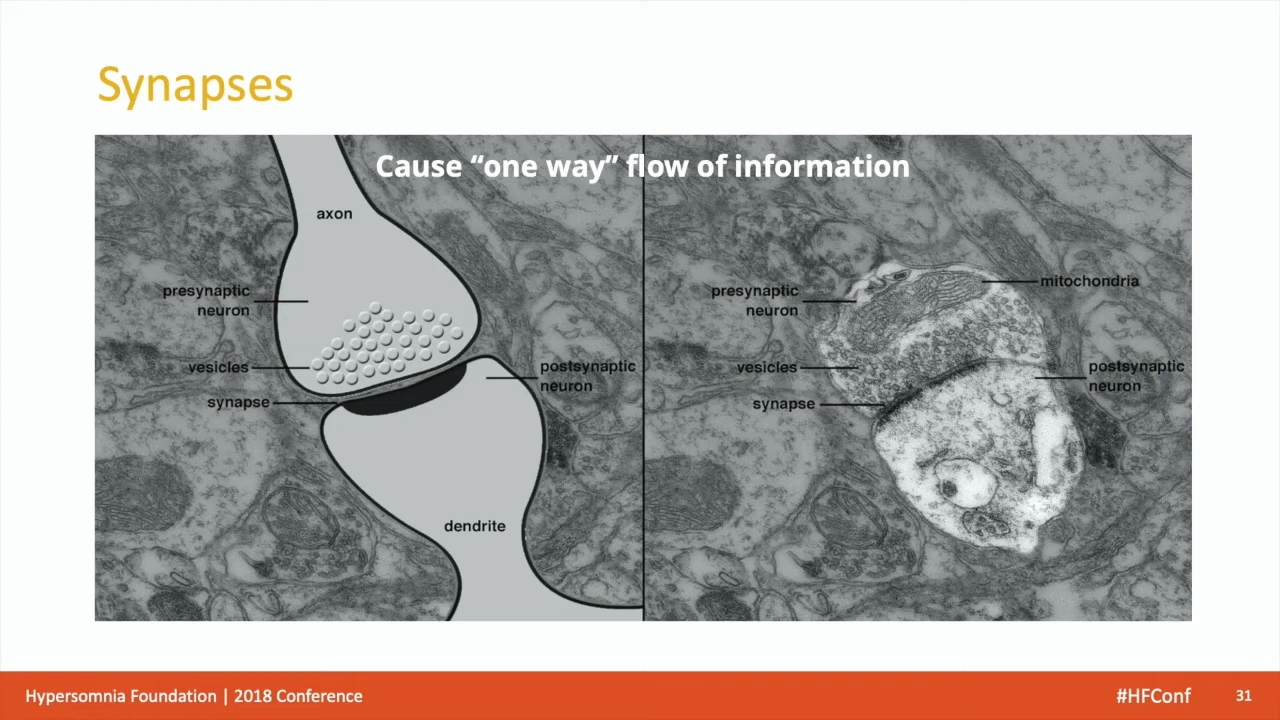 Synapses
Cause “one way” flow of information
axon
presynaptic
neuron
vesicles
synapse
postsynaptic
neuron
dendrite
presynaptic
neuron
mitochondria
vesicles
synapse
postsynaptic
neuron
Hypersomnia Foundation | 2018 Conference
#HFConf
31